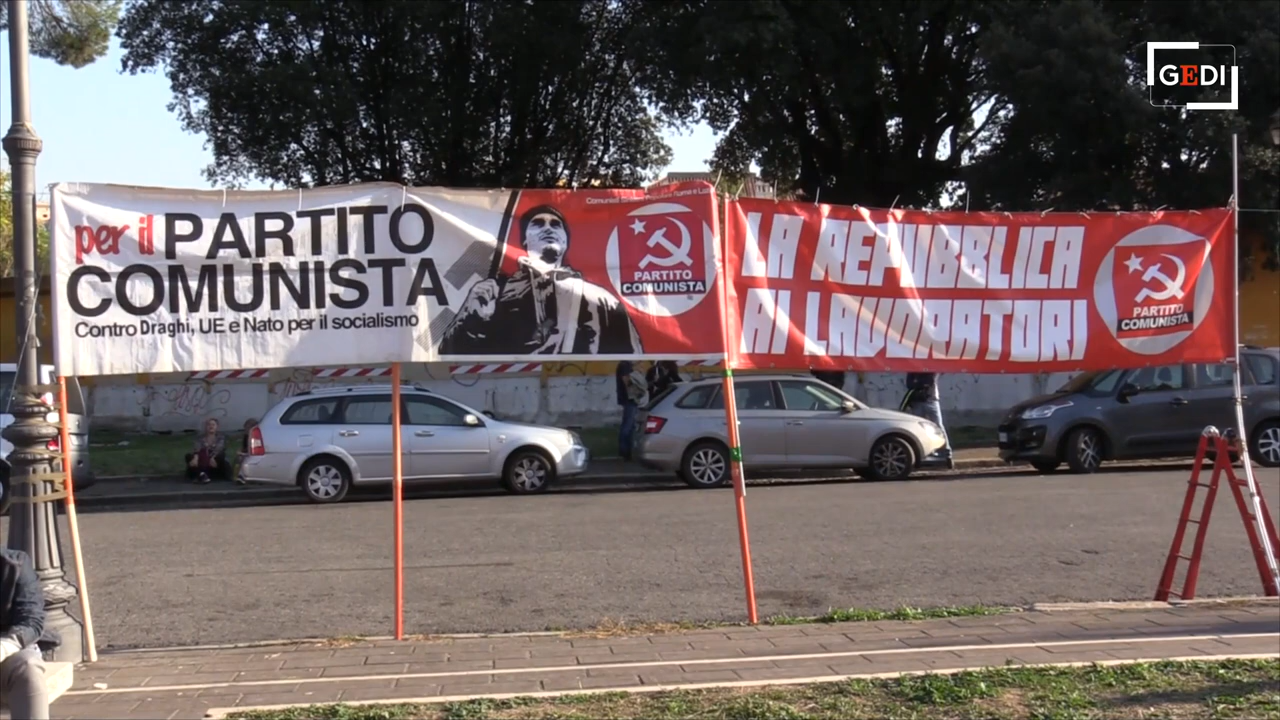 GEDI
per il PARTITO
COMUNISTA
Contro Draghi, UE e Nato per il socialismo
PARTITO
COMUNISTA
LA REPUBBLICA
AI LAVORATORI
PARTITO
COMUNISTA